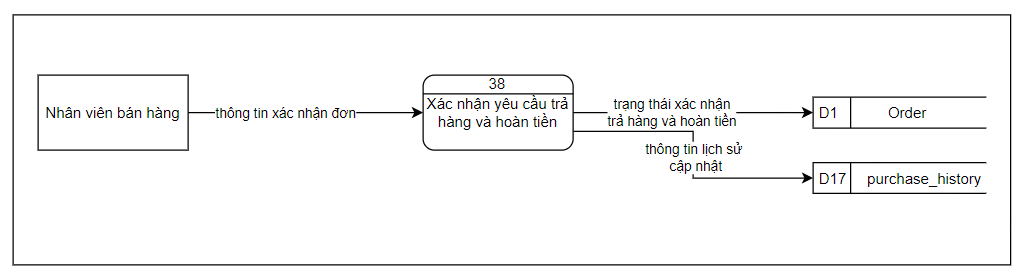 Nhân viên bán hàng
thông tin xác nhận đơn
38
Xác nhận yêu cầu trả
hàng và hoàn tiền
trạng thái xác nhận
trả hàng và hoàn tiền
D1
Order
thông tin lịch sử
cập nhật
D17
purchase_history